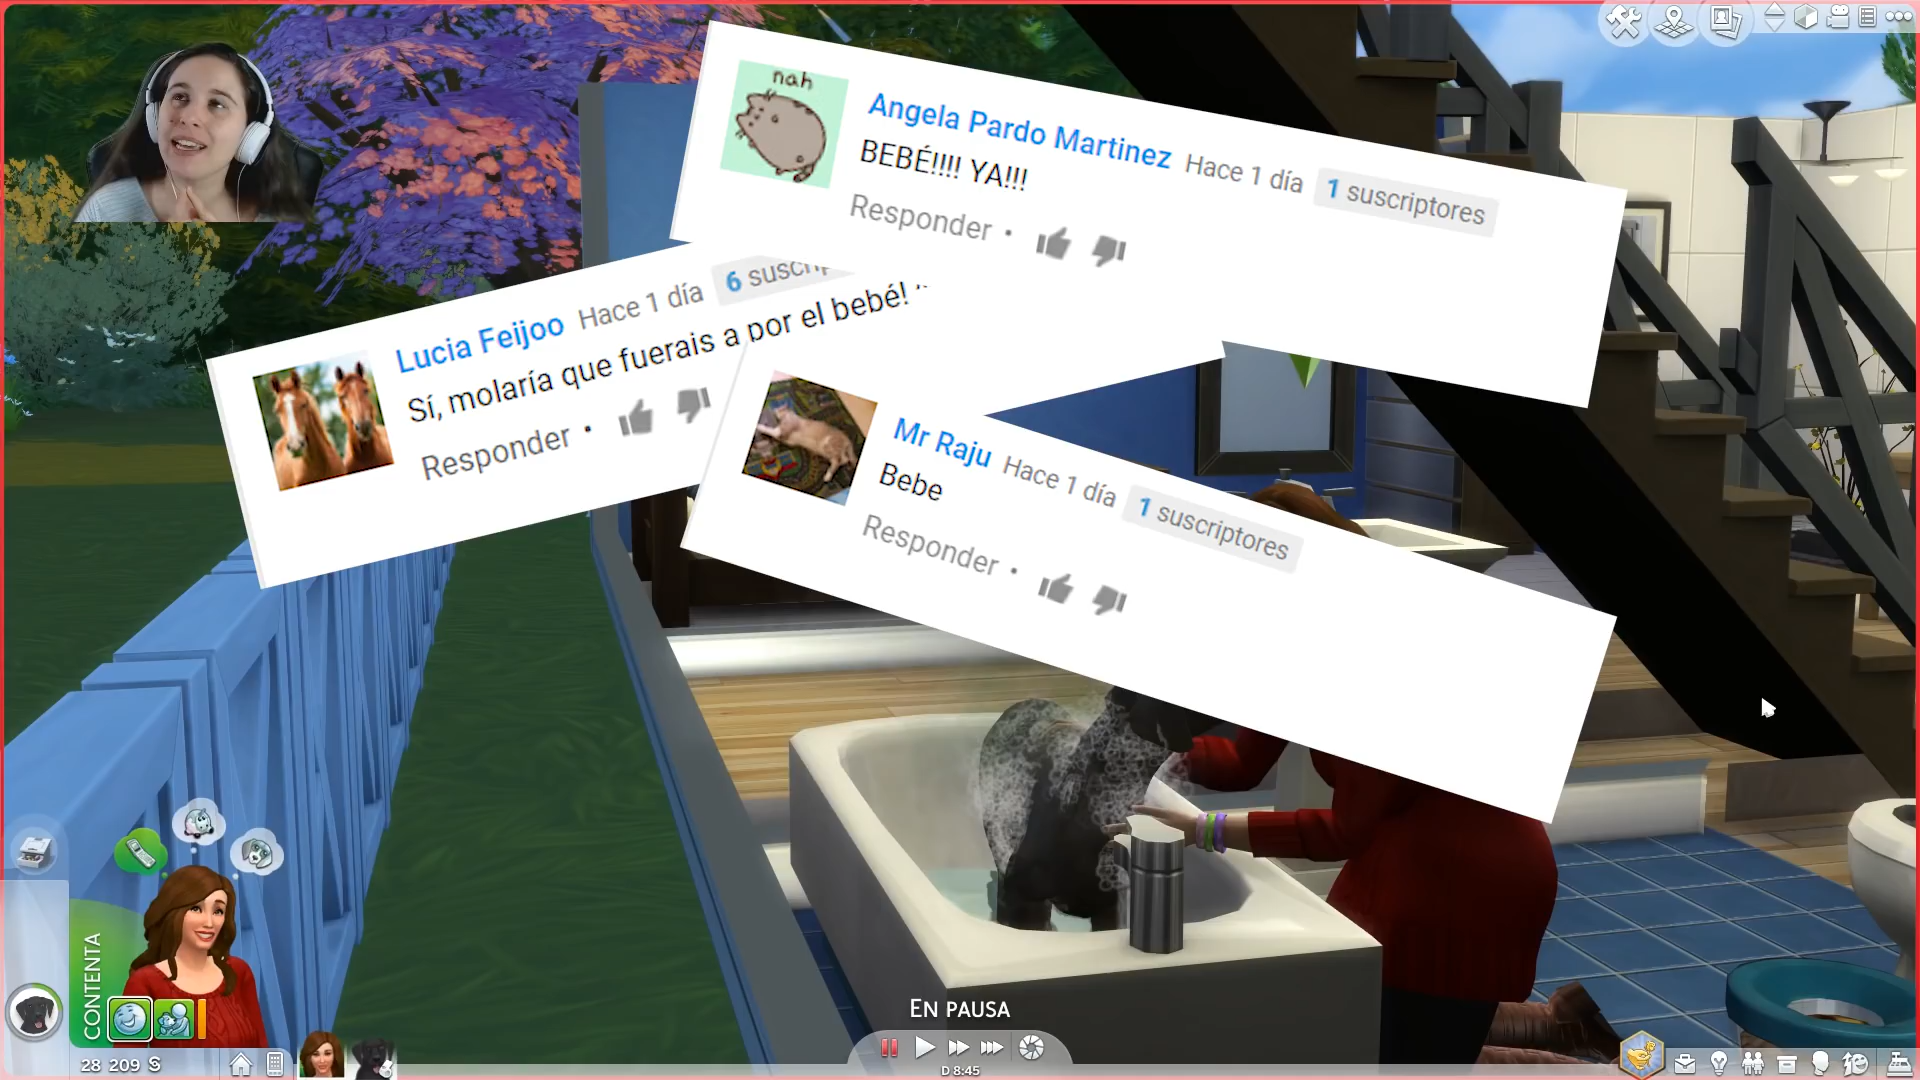 nah
Angela Pardo Martinez Hace 1 día 1 suscriptores
BEBÉ!!!! YA!!!
Responder
Lucia Feijoo Hace 1 día 6
Sí, molaría que fuerais a por el bebé!
Responder
Mr Raju Hace 1 día 1 suscriptores
Bebe
Responder
CONTENTA
EN PAUSA
28 209
D 8:45